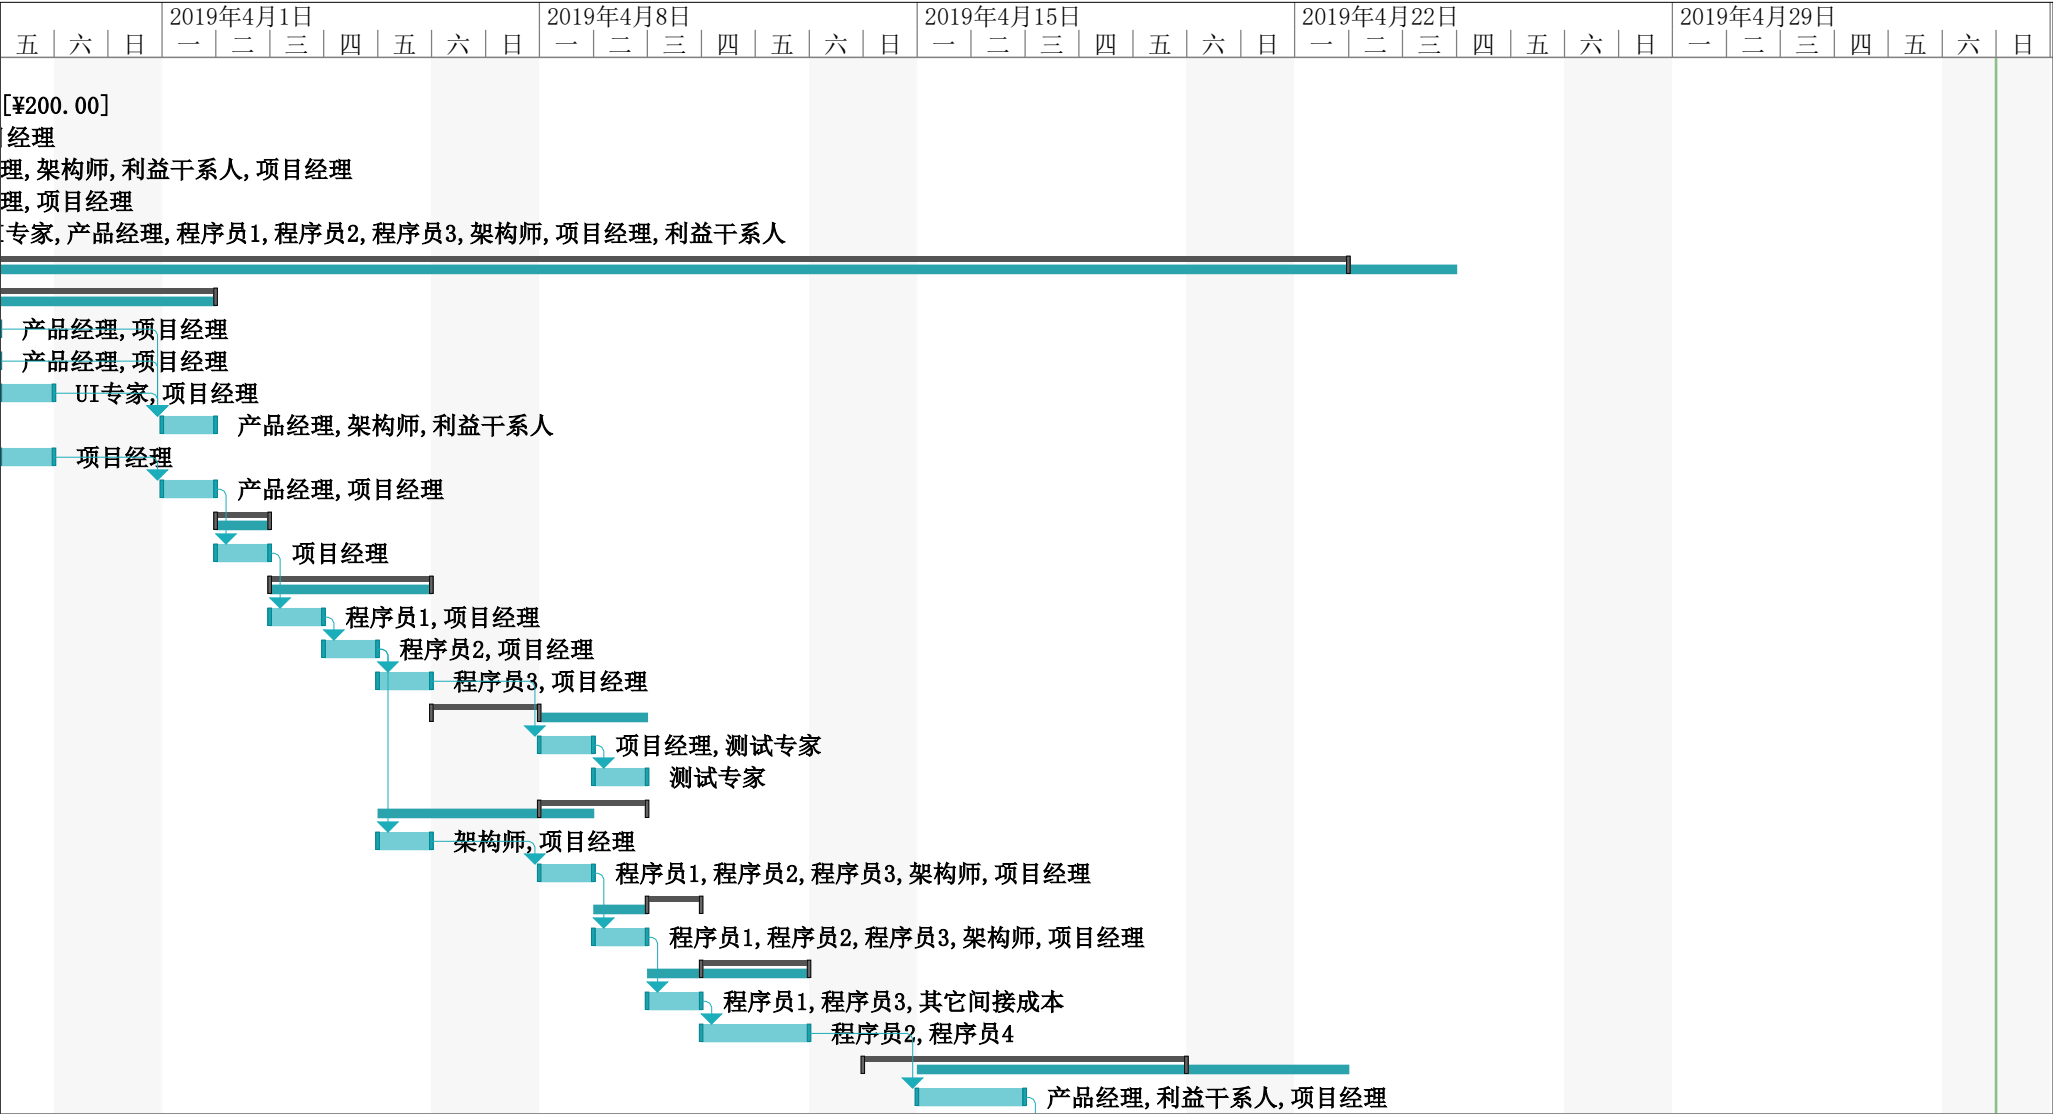 2019年4月1日 2019年4月8日 2019年4月15日 2019年4月22日 2019年4月29日
五 六 日 一 二 三 四 五 六 日 一 二 三 四 五 六 日 一 二 三 四 五 六 日 一 二 三 四 五 六 日 一 二 三 四 五 六 日
[¥200.00]
经理
理,架构师,利益干系人,项目经理
理,项目经理
专家,产品经理,程序员1,程序员2,程序员3,架构师,项目经理,利益干系人
产品经理,项目经理
产品经理,项目经理
UI专家,项目经理
产品经理,架构师,利益干系人
项目经理
产品经理,项目经理
项目经理
程序员1,项目经理
程序员2,项目经理
程序员3,项目经理
项目经理,测试专家
测试专家
架构师,项目经理
程序员1,程序员2,程序员3,架构师,项目经理
程序员1,程序员2,程序员3,架构师,项目经理
程序员1,程序员3,其它间接成本
程序员2,程序员4
产品经理,利益干系人,项目经理